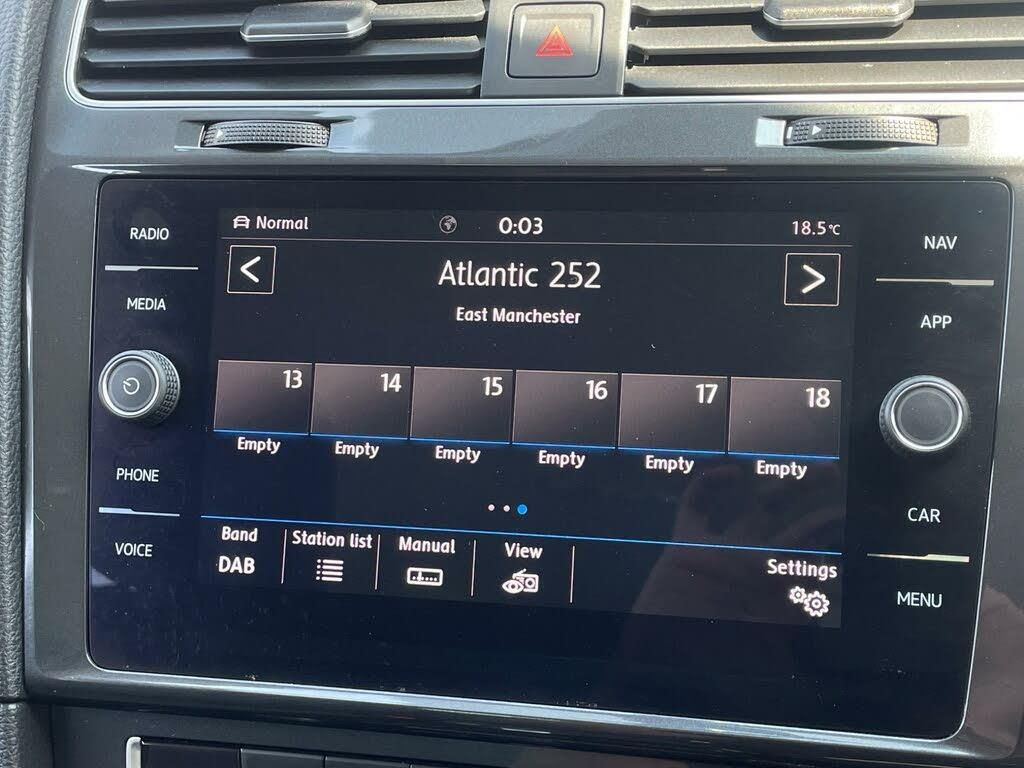 RADIO
MEDIA
PHONE
VOICE
Normal
0:03
18.5°C
Atlantic 252
East Manchester
13 14 15 16 17 18
Empty Empty Empty Empty Empty Empty
Band Station list Manual View Settings
DAB
NAV
APP
CAR
MENU